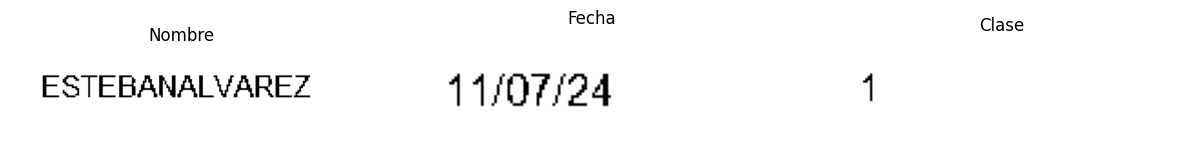 Nombre Fecha Clase
ESTEBANALVAREZ 11/07/24 1